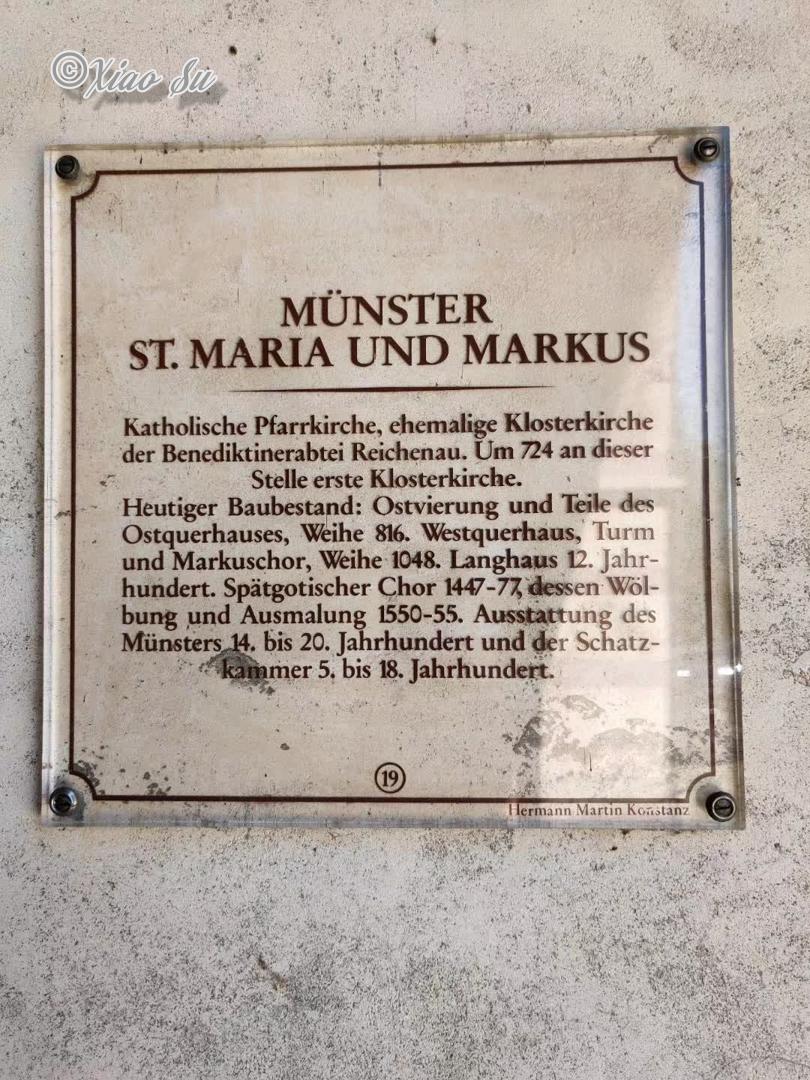 ©Xiao Su
MÜNSTER
ST. MARIA UND MARKUS
Katholische Pfarrkirche, ehemalige Klosterkirche
der Benediktinerabtei Reichenau. Um 724 an dieser
Stelle erste Klosterkirche.
Heutiger Baubestand: Ostvierung und Teile des
Ostquerhauses, Weihe 816. Westquerhaus, Turm
und Markuschor, Weihe 1048. Langhaus 12. Jahr-
hundert. Spätgotischer Chor 1447-77, dessen Wöl-
bung und Ausmalung 1550-55. Ausstattung des
Münsters 14. bis 20. Jahrhundert und der Schatz-
kammer 5. bis 18. Jahrhundert.
19
Hermann Martin Konstanz